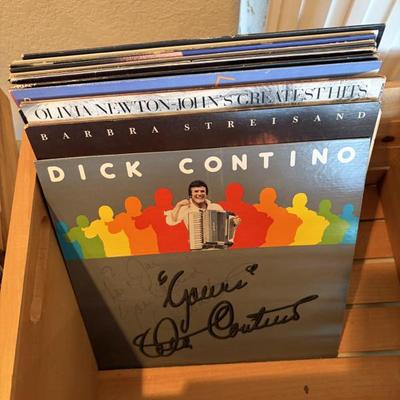 OLIVIA NEWTON-JOHN'S GREATEST HITS
BARBRA STREISAND
DICK CONTINO
"Yours"
Dick Contino